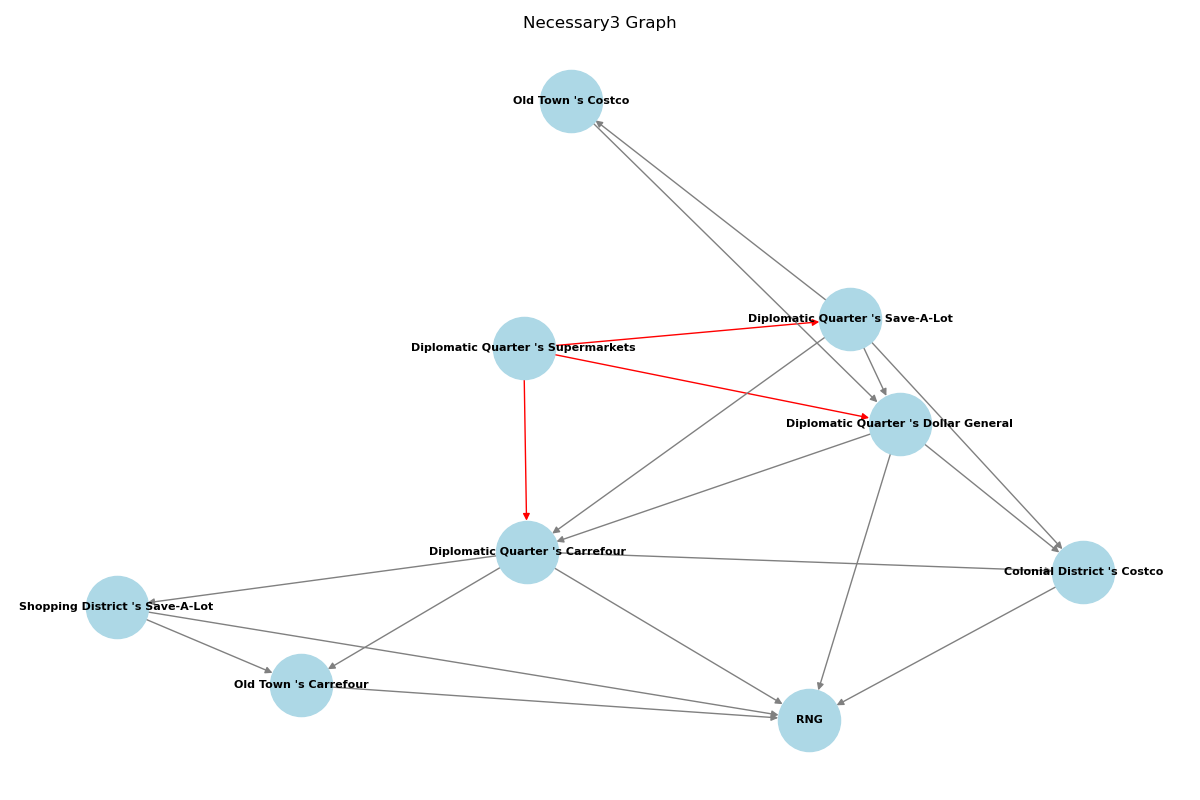 Necessary3 Graph
Old Town 's Costco
Diplomatic Quarter 's Save-A-Lot
Diplomatic Quarter 's Supermarkets
Diplomatic Quarter 's Dollar General
Diplomatic Quarter 's Carrefour
Colonial District 's Costco
Shopping District 's Save-A-Lot
Old Town 's Carrefour
RNG